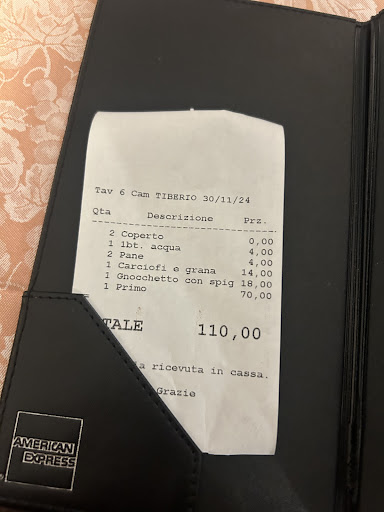 Tav 6 Cam TIBERIO 30/11/24
Qta Descrizione Prz.
2 Coperto 0,00
1 lbt. acqua 4,00
2 Pane 4,00
1 Carciofi e grana 14,00
1 Gnocchetto con spig 18,00
1 Primo 70,00
TALE 110,00
la ricevuta in cassa.
Grazie
AMERICAN
EXPRESS